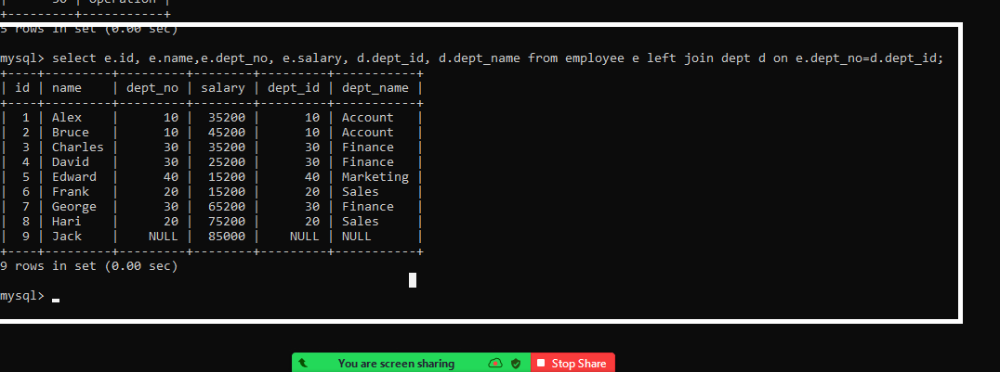 |      50 | Operation |
+---------+-----------+
5 rows in set (0.00 sec)
mysql> select e.id, e.name,e.dept_no, e.salary, d.dept_id, d.dept_name from employee e left join dept d on e.dept_no=d.dept_id;
+----+---------+---------+--------+---------+-----------+
| id | name    | dept_no | salary | dept_id | dept_name |
+----+---------+---------+--------+---------+-----------+
|  1 | Alex    |      10 |  35200 |      10 | Account   |
|  2 | Bruce   |      10 |  45200 |      10 | Account   |
|  3 | Charles |      30 |  35200 |      30 | Finance   |
|  4 | David   |      30 |  25200 |      30 | Finance   |
|  5 | Edward  |      40 |  15200 |      40 | Marketing |
|  6 | Frank   |      20 |  15200 |      20 | Sales     |
|  7 | George  |      30 |  65200 |      30 | Finance   |
|  8 | Hari    |      20 |  75200 |      20 | Sales     |
|  9 | Jack    |    NULL |  85000 |    NULL | NULL      |
+----+---------+---------+--------+---------+-----------+
9 rows in set (0.00 sec)
mysql>
You are screen sharing
Stop Share